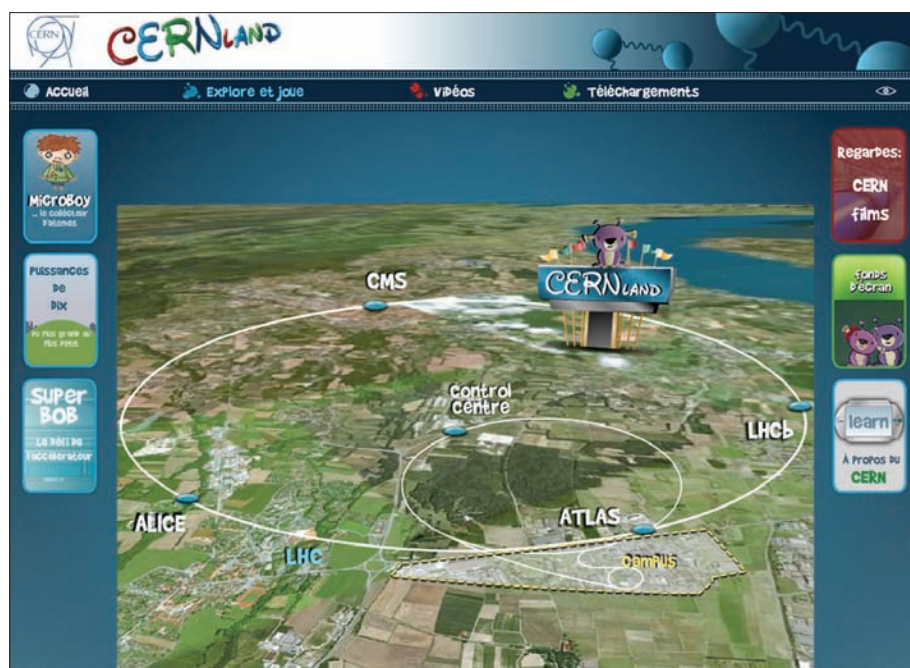 CERN
CERNLAND
Accueil
Explore et joue
Vidéos
Téléchargements
MicroBoy
... le collecteur
d'atomes
Puissances
de
Dix
Du plus grand au
plus petit
Super
BOB
Le défi de
l'accélérateur
CMS
CERNLAND
Control
centre
LHCb
ALICE
ATLAS
LHC
Campus
Regardes:
CERN
films
fonds
d'écran
learn
À propos du
CERN